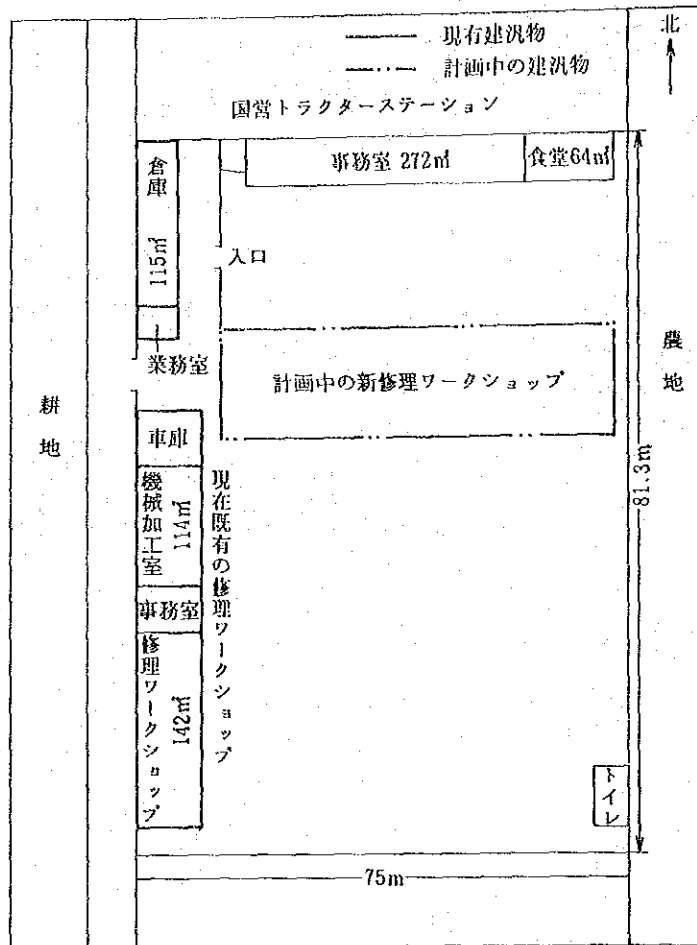 現有建汎物
計画中の建汎物
北
国営トラクターステーション
倉庫 115㎡
事務室 272㎡
食堂64㎡
入口
業務室
計画中の新修理ワークショップ
農地
耕地
車庫
機械加工室 114㎡
現在既有の修理ワークショップ
81.3m
事務室
修理ワークショップ 142㎡
トイレ
75m